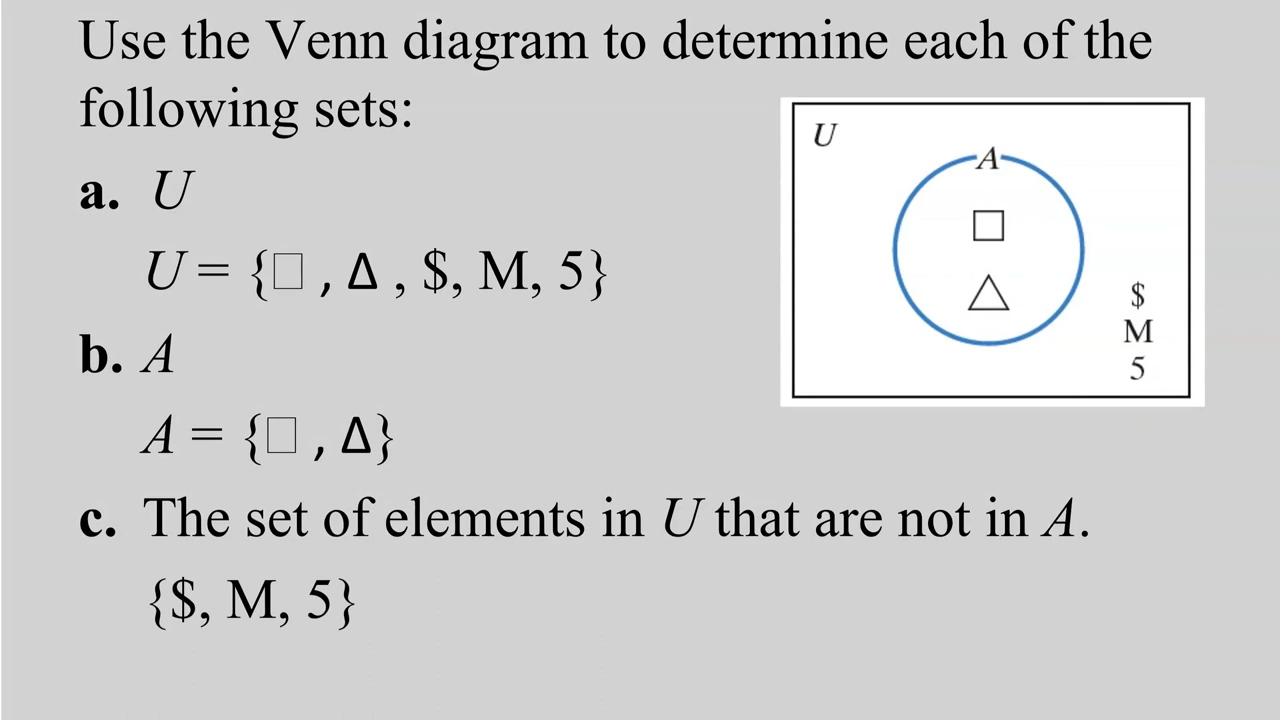 Use the Venn diagram to determine each of the
following sets:
a. U
U = {□ , Δ , $, M, 5}
b. A
A = {□ , Δ}
c. The set of elements in U that are not in A.
{$, M, 5}
U
A
□
△
$
M
5